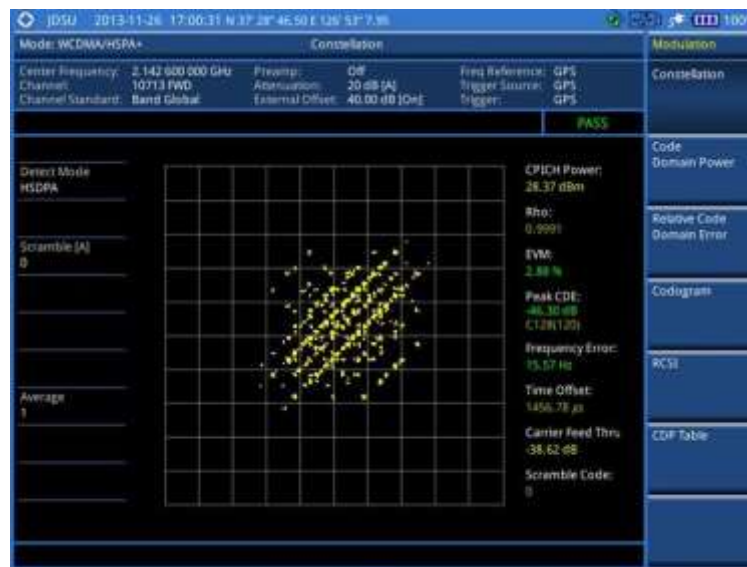 JDSU 2013-11-26 17:00:31 N 37° 28' 46.50 E 126° 53' 7.95 100
Mode: WCDMA/HSPA+ Constellation Modulation
Center Frequency: 2.142 600 000 GHz Preamp: Off Freq Reference: GPS
Channel: 10713 FWD Attenuation: 20 dB [A] Trigger Source: GPS
Channel Standard: Band Global External Offset: 40.00 dB [On] Trigger: GPS
Constellation
PASS
Code
Domain Power
Detect Mode
HSDPA
CPICH Power:
28.37 dBm
Rho:
0.9991
Relative Code
Domain Error
Scramble [A]
0
EVM:
2.88 %
Peak CDE:
-46.30 dB
C128(120)
Codogram
Frequency Error:
15.57 Hz
RCSI
Time Offset:
1456.78 µs
Average
1
Carrier Feed Thru
-38.62 dB
CDP Table
Scramble Code:
0